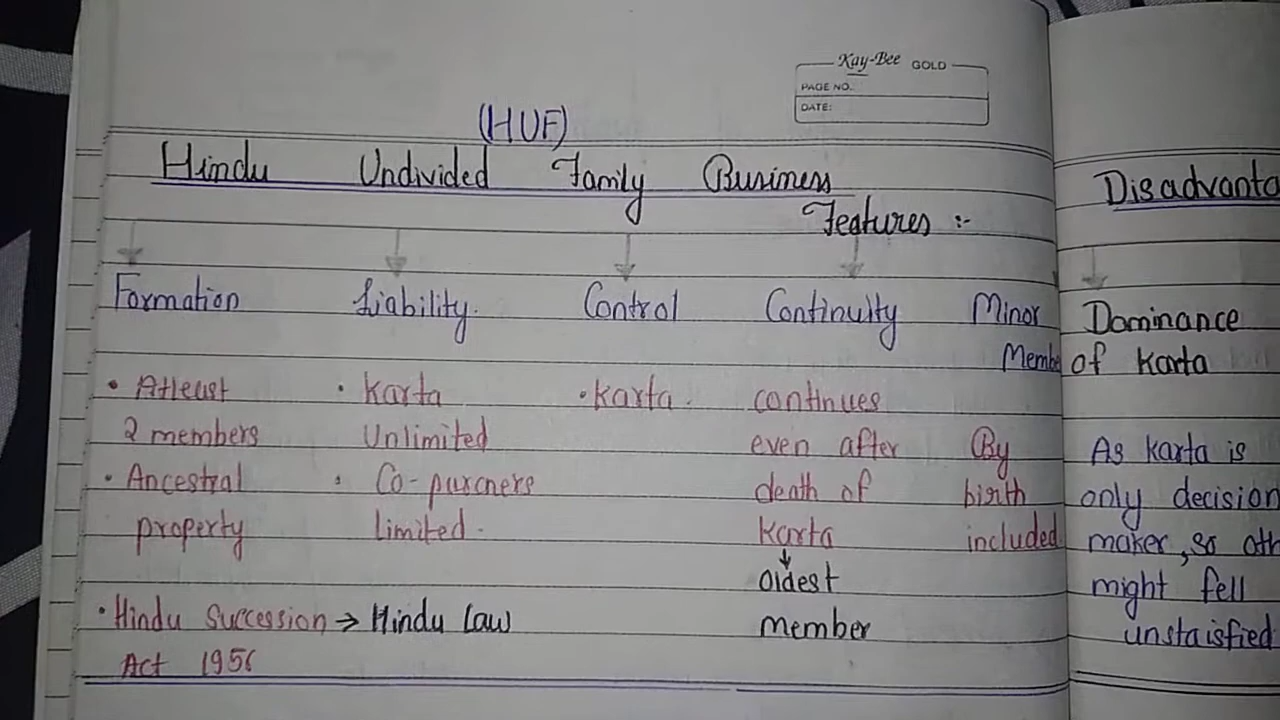 Kay-Bee GOLD
PAGE NO.
DATE:
(HUF)
Hindu Undivided Family Business
Features :-
Formation
• Atleast
2 members
• Ancestral
property
• Hindu Succession → Hindu Law
Act 1956
Liability.
• Karta
Unlimited
• Co-parcners
limited.
Control
• Karta.
Continuity
continues
even after
death of
Karta
↓
oldest
member
Minor
Membe
By
birth
included
Disadvanta
Dominance
of Karta
As Karta is
only decision
maker, so oth
might fell
unstaisfied